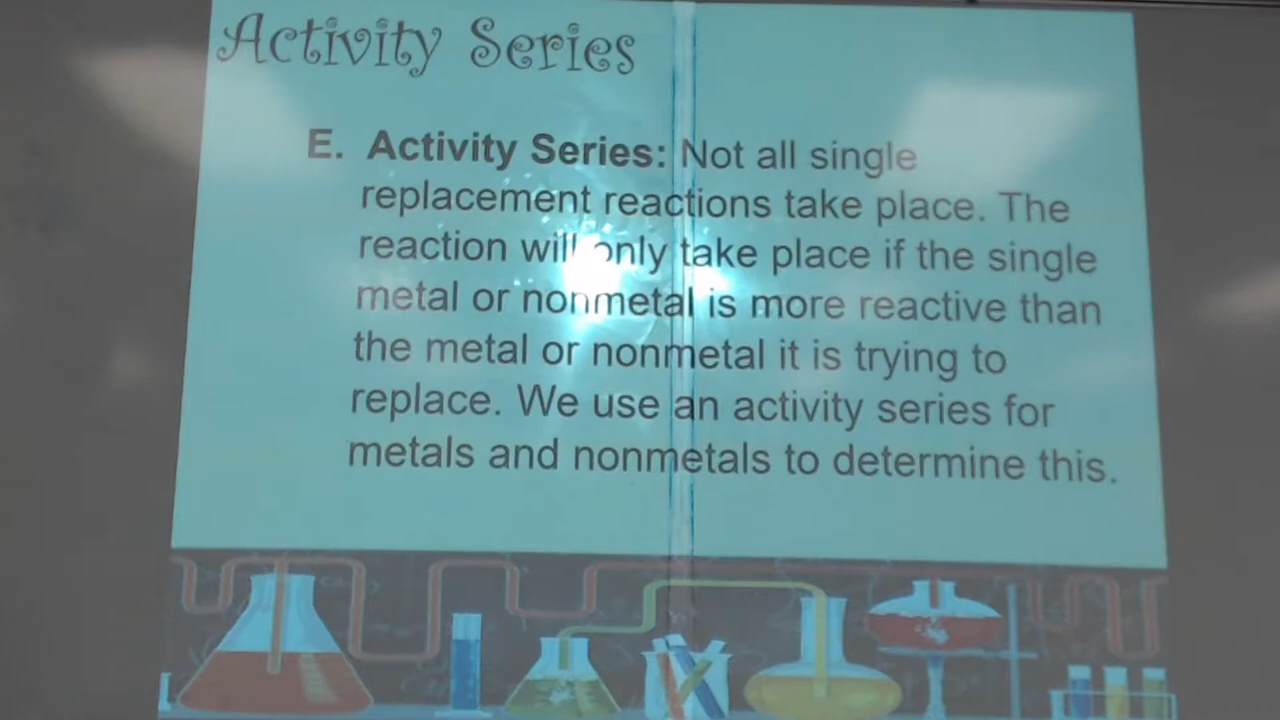 Activity Series
E. Activity Series: Not all single
replacement reactions take place. The
reaction will only take place if the single
metal or nonmetal is more reactive than
the metal or nonmetal it is trying to
replace. We use an activity series for
metals and nonmetals to determine this.